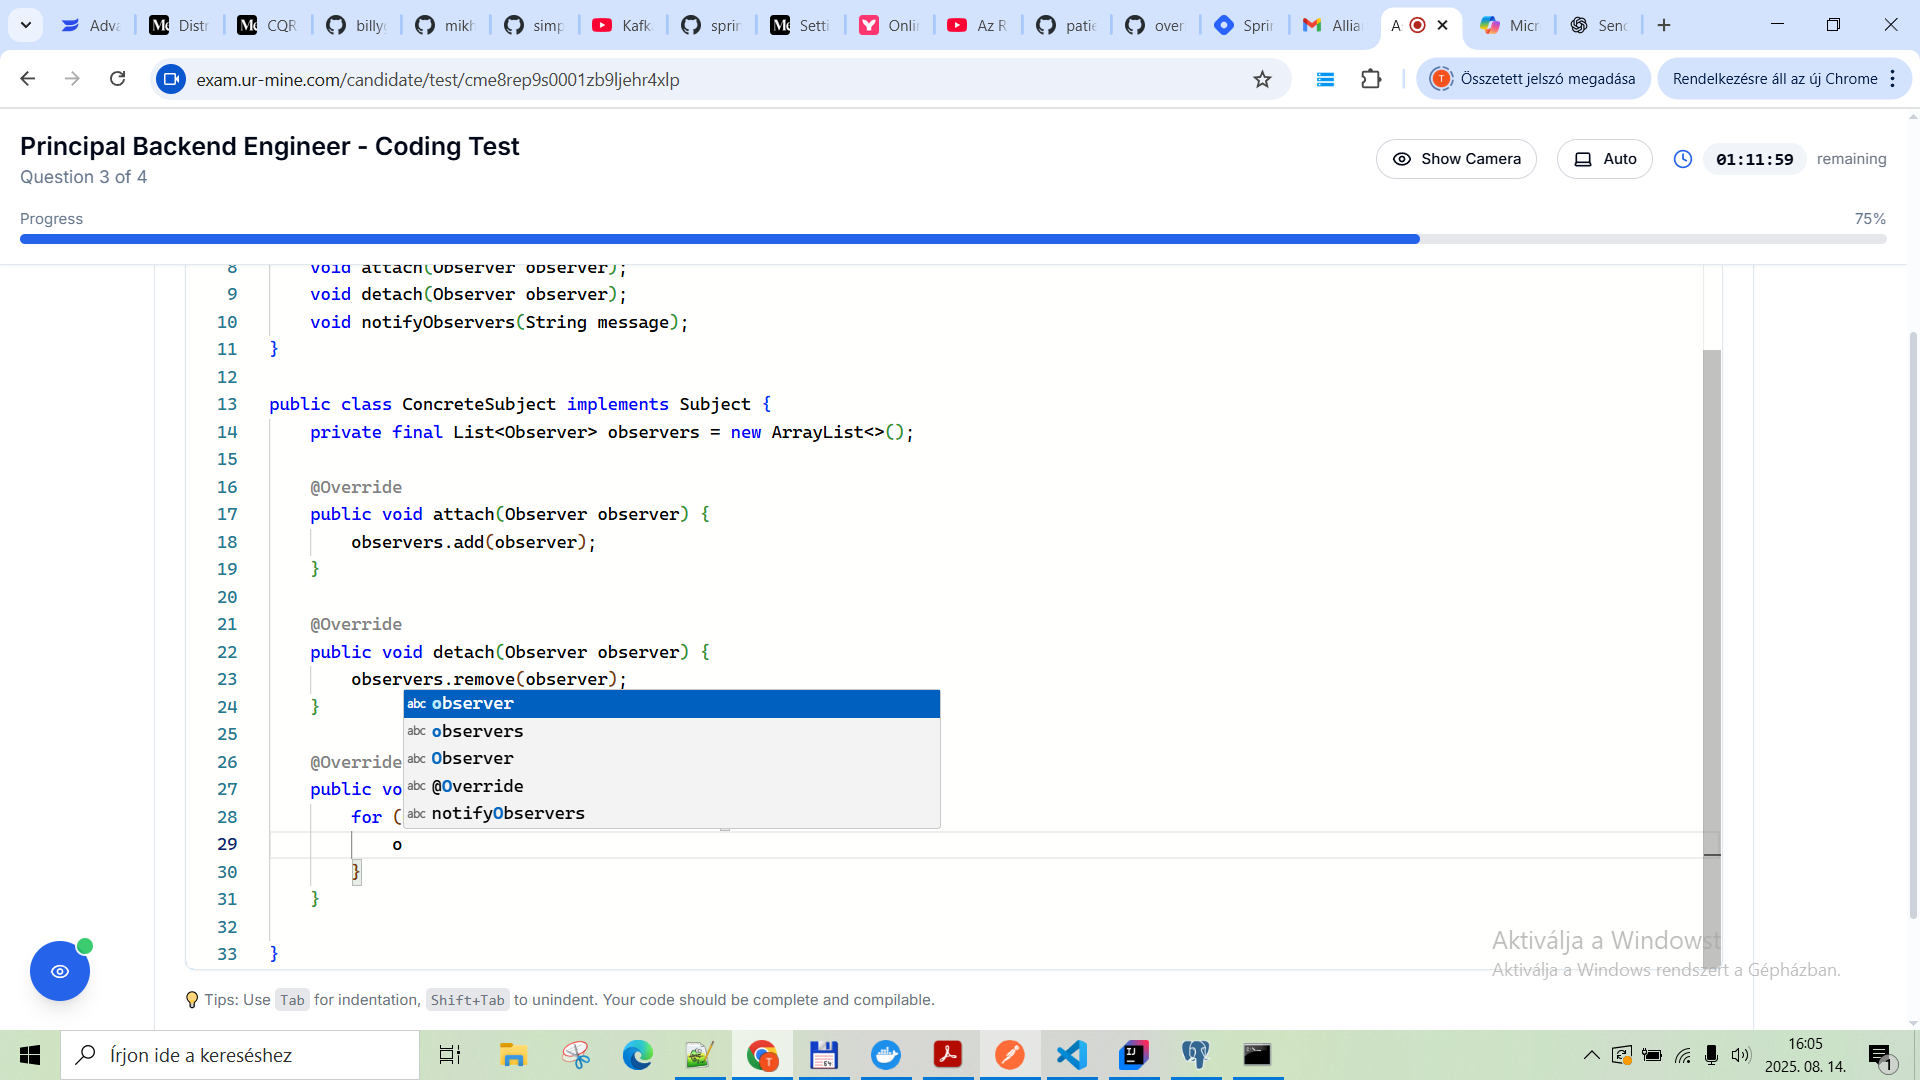 Adva
Distr
CQR
billyg
mikh
simp
Kafka
sprin
Setti
Onlin
Az R
patie
over
Sprin
Allia
A
Micr
Send
exam.ur-mine.com/candidate/test/cme8rep9s0001zb9ljehr4xlp
Összetett jelszó megadása
Rendelkezésre áll az új Chrome
Principal Backend Engineer - Coding Test
Question 3 of 4
Show Camera
Auto
01:11:59 remaining
Progress
75%
8 void attach(Observer observer);
9 void detach(Observer observer);
10 void notifyObservers(String message);
11 }
12
13 public class ConcreteSubject implements Subject {
14 private final List<Observer> observers = new ArrayList<>();
15
16 @Override
17 public void attach(Observer observer) {
18 observers.add(observer);
19 }
20
21 @Override
22 public void detach(Observer observer) {
23 observers.remove(observer);
24 }
25
26 @Override
27 public vo
28 for (
29 o
30 }
31 }
32
33 }
abc observer
abc observers
abc Observer
abc @Override
abc notifyObservers
Aktiválja a Windowst
Aktiválja a Windows rendszert a Gépházban.
Tips: Use Tab for indentation, Shift+Tab to unindent. Your code should be complete and compilable.
Írjon ide a kereséshez
16:05
2025. 08. 14.
1